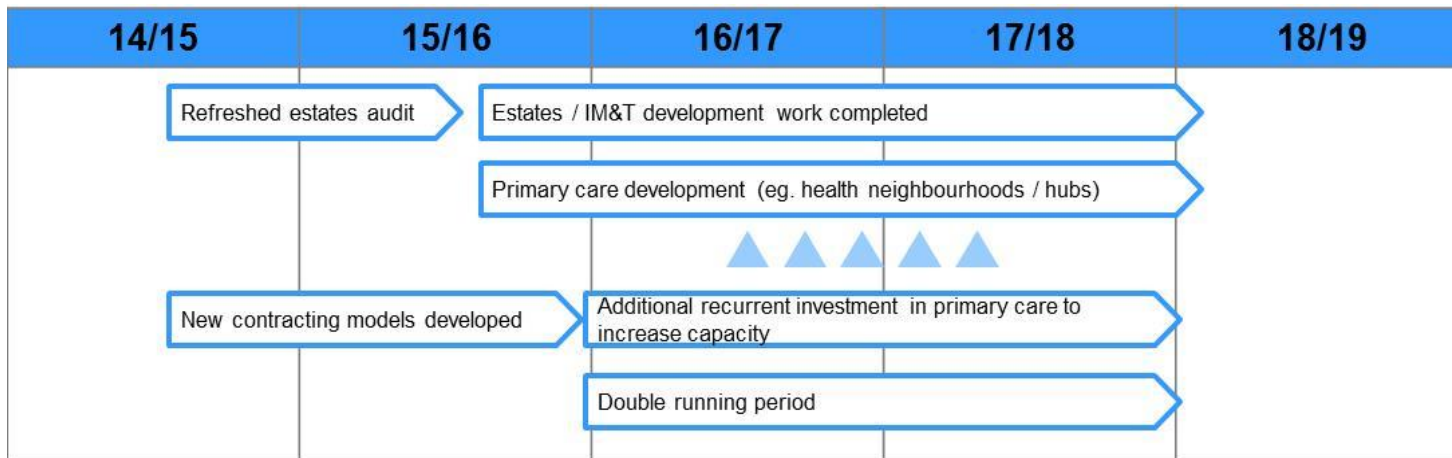 14/15 15/16 16/17 17/18 18/19
Refreshed estates audit
Estates / IM&T development work completed
Primary care development (eg. health neighbourhoods / hubs)
New contracting models developed
Additional recurrent investment in primary care to
increase capacity
Double running period